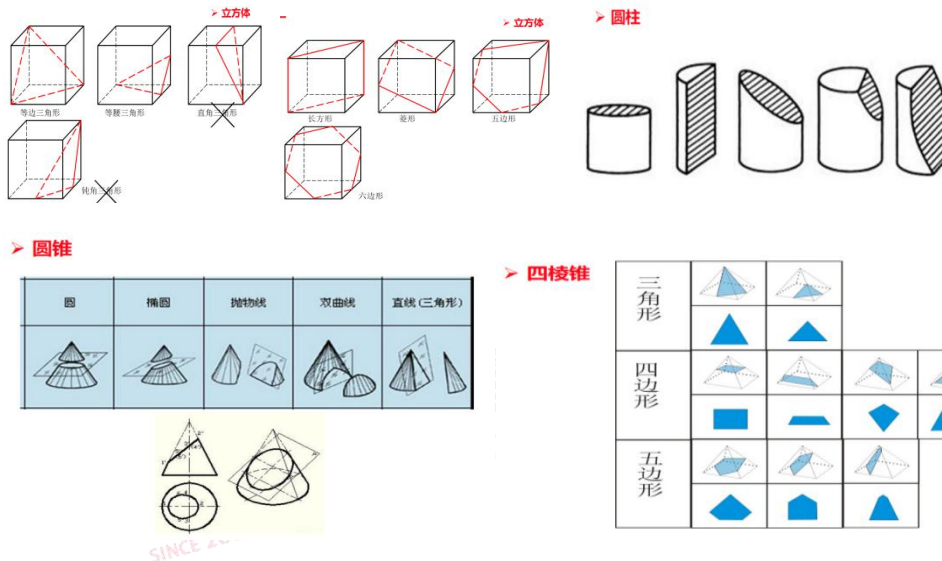 立方体
等边三角形
等腰三角形
直角三角形
钝角三角形
立方体
长方形
菱形
五边形
六边形
圆柱
圆锥
圆
椭圆
抛物线
双曲线
直线(三角形)
SINCE 20
四棱锥
三角形
四边形
五边形